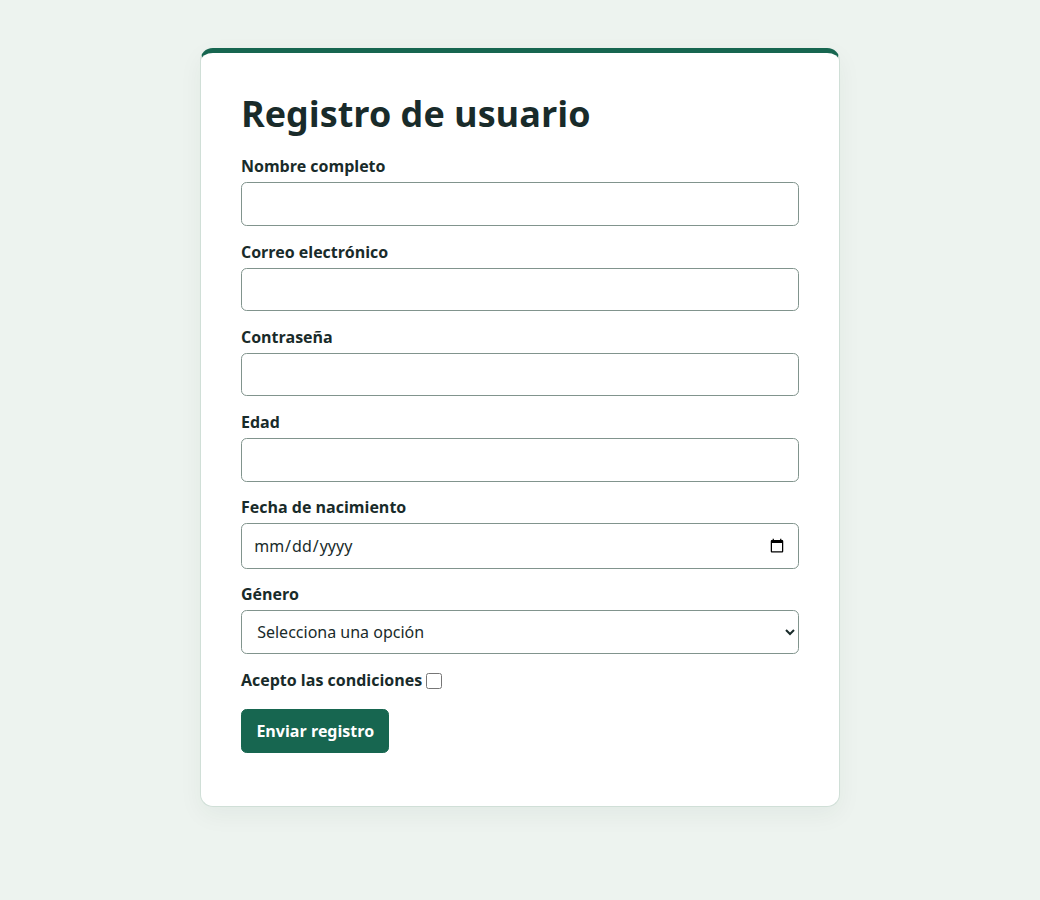 Registro de usuario
Nombre completo
Correo electrónico
Contraseña
Edad
Fecha de nacimiento
mm/dd/yyyy
Género
Selecciona una opción
Acepto las condiciones
Enviar registro